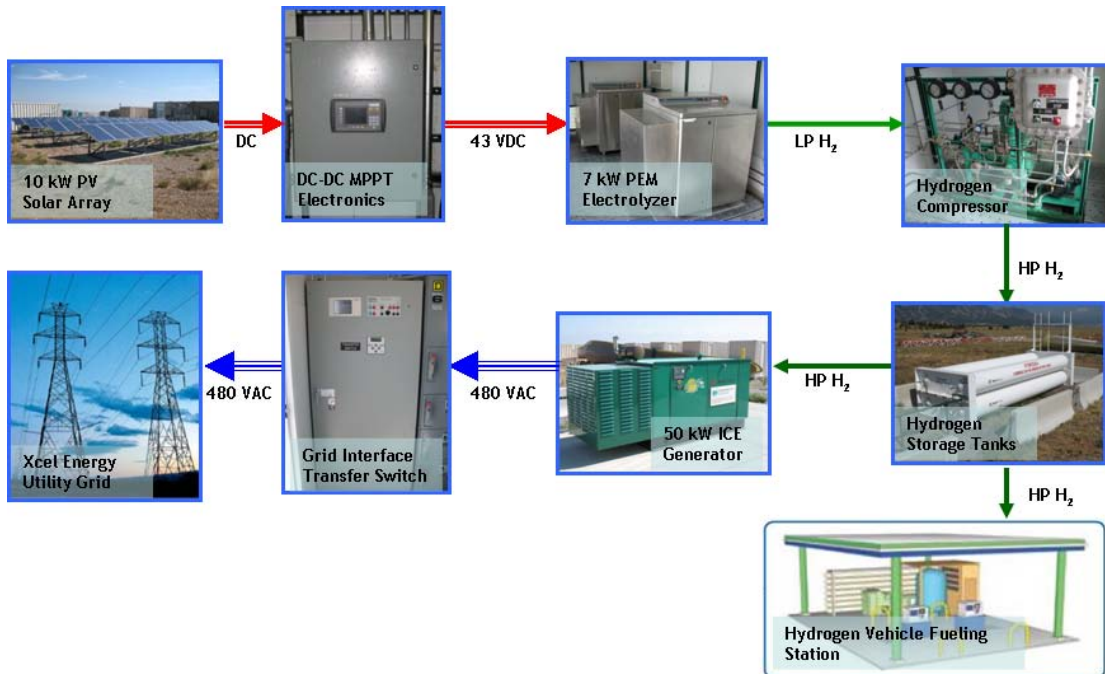 10 kW PV
Solar Array
DC
DC-DC MPPT
Electronics
43 VDC
7 kW PEM
Electrolyzer
LP H₂
Hydrogen
Compressor
HP H₂
Xcel Energy
Utility Grid
480 VAC
Grid Interface
Transfer Switch
480 VAC
50 kW ICE
Generator
HP H₂
Hydrogen
Storage Tanks
HP H₂
Hydrogen Vehicle Fueling
Station